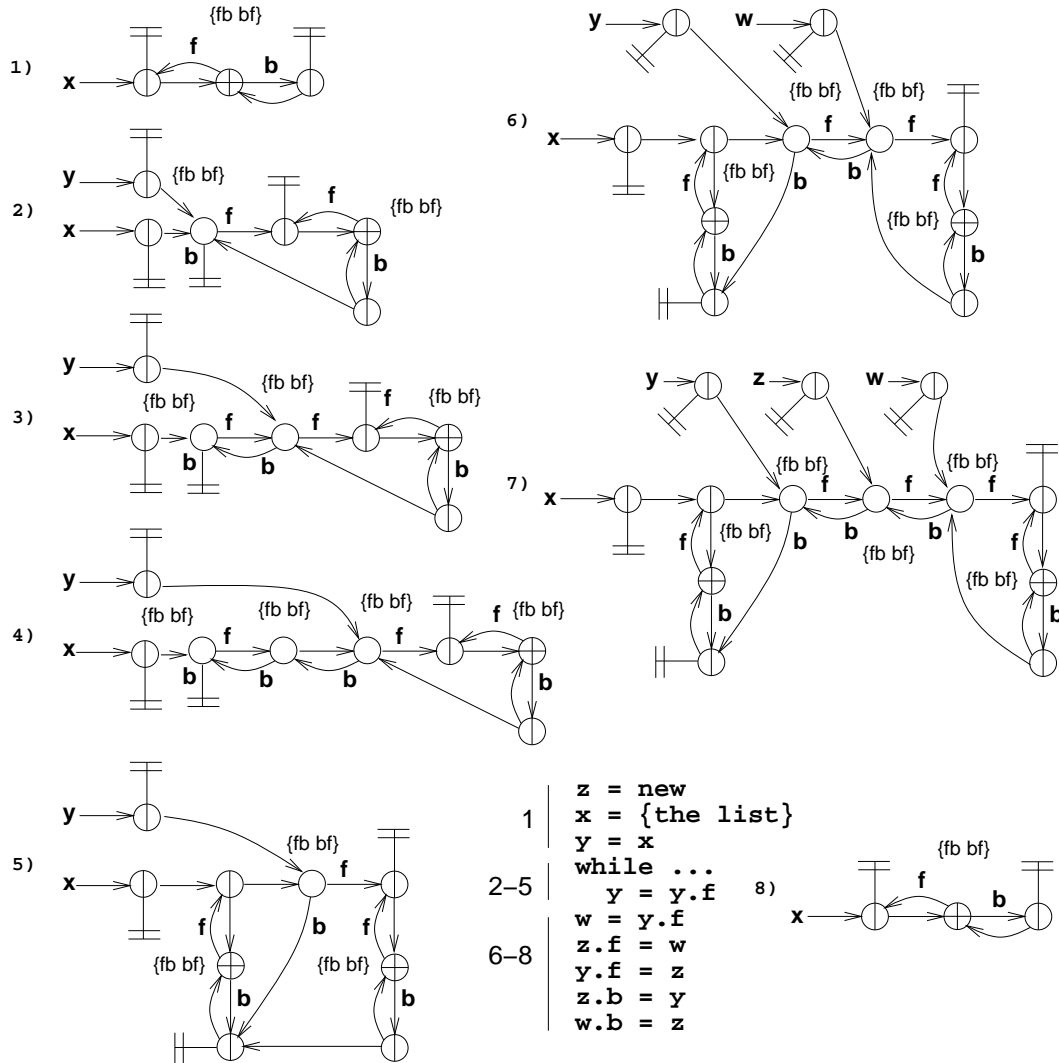 1)
{fb bf}
f
b
x
2)
y
{fb bf}
f
f
{fb bf}
x
b
b
3)
y
{fb bf}
{fb bf}
f
{fb bf}
f
f
x
b
b
b
4)
y
{fb bf}
{fb bf}
{fb bf}
f
{fb bf}
f
f
x
b
b
b
b
5)
y
{fb bf}
f
x
f
b
f
{fb bf}
{fb bf}
b
b
6)
y
w
{fb bf}
{fb bf}
f
f
x
f
{fb bf}
b
b
f
{fb bf}
b
b
7)
y
z
w
{fb bf}
{fb bf}
f
f
f
x
f
{fb bf}
b
b
b
f
{fb bf}
{fb bf}
b
b
1
z = new
x = {the list}
y = x
2–5
while ...
y = y.f
6–8
w = y.f
z.f = w
y.f = z
z.b = y
w.b = z
8)
{fb bf}
f
b
x